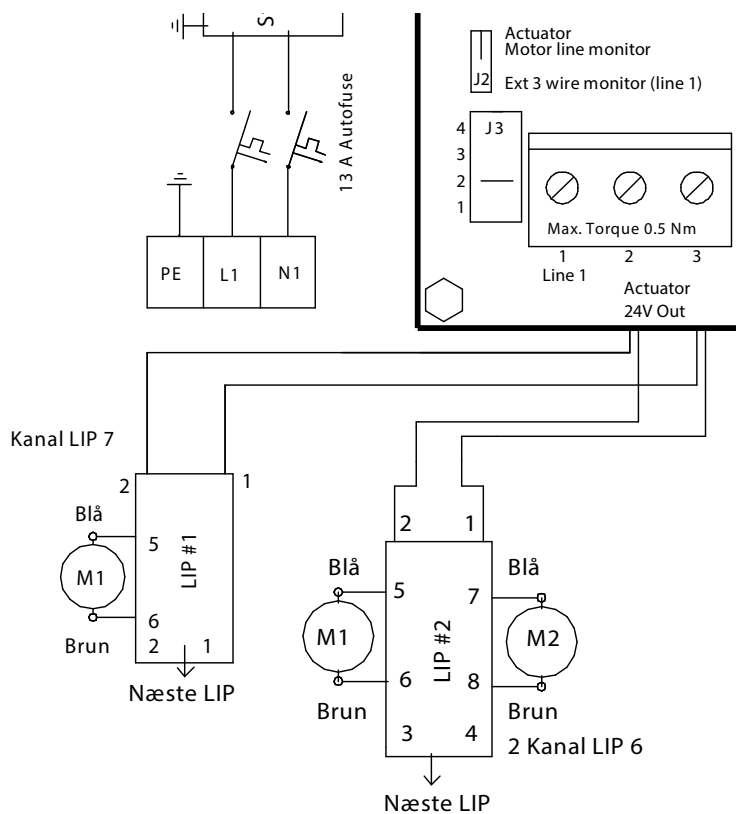 S
13 A Autofuse
PE
L1
N1
Actuator
Motor line monitor
J2
Ext 3 wire monitor (line 1)
4
J3
3
2
1
Max. Torque 0.5 Nm
1
2
3
Line 1
Actuator
24V Out
Kanal LIP 7
2
1
Blå
5
M1
LIP #1
6
Brun
2
1
Næste LIP
2
1
Blå
5
7
Blå
M1
LIP #2
M2
6
8
Brun
Brun
3
4
2 Kanal LIP 6
Næste LIP